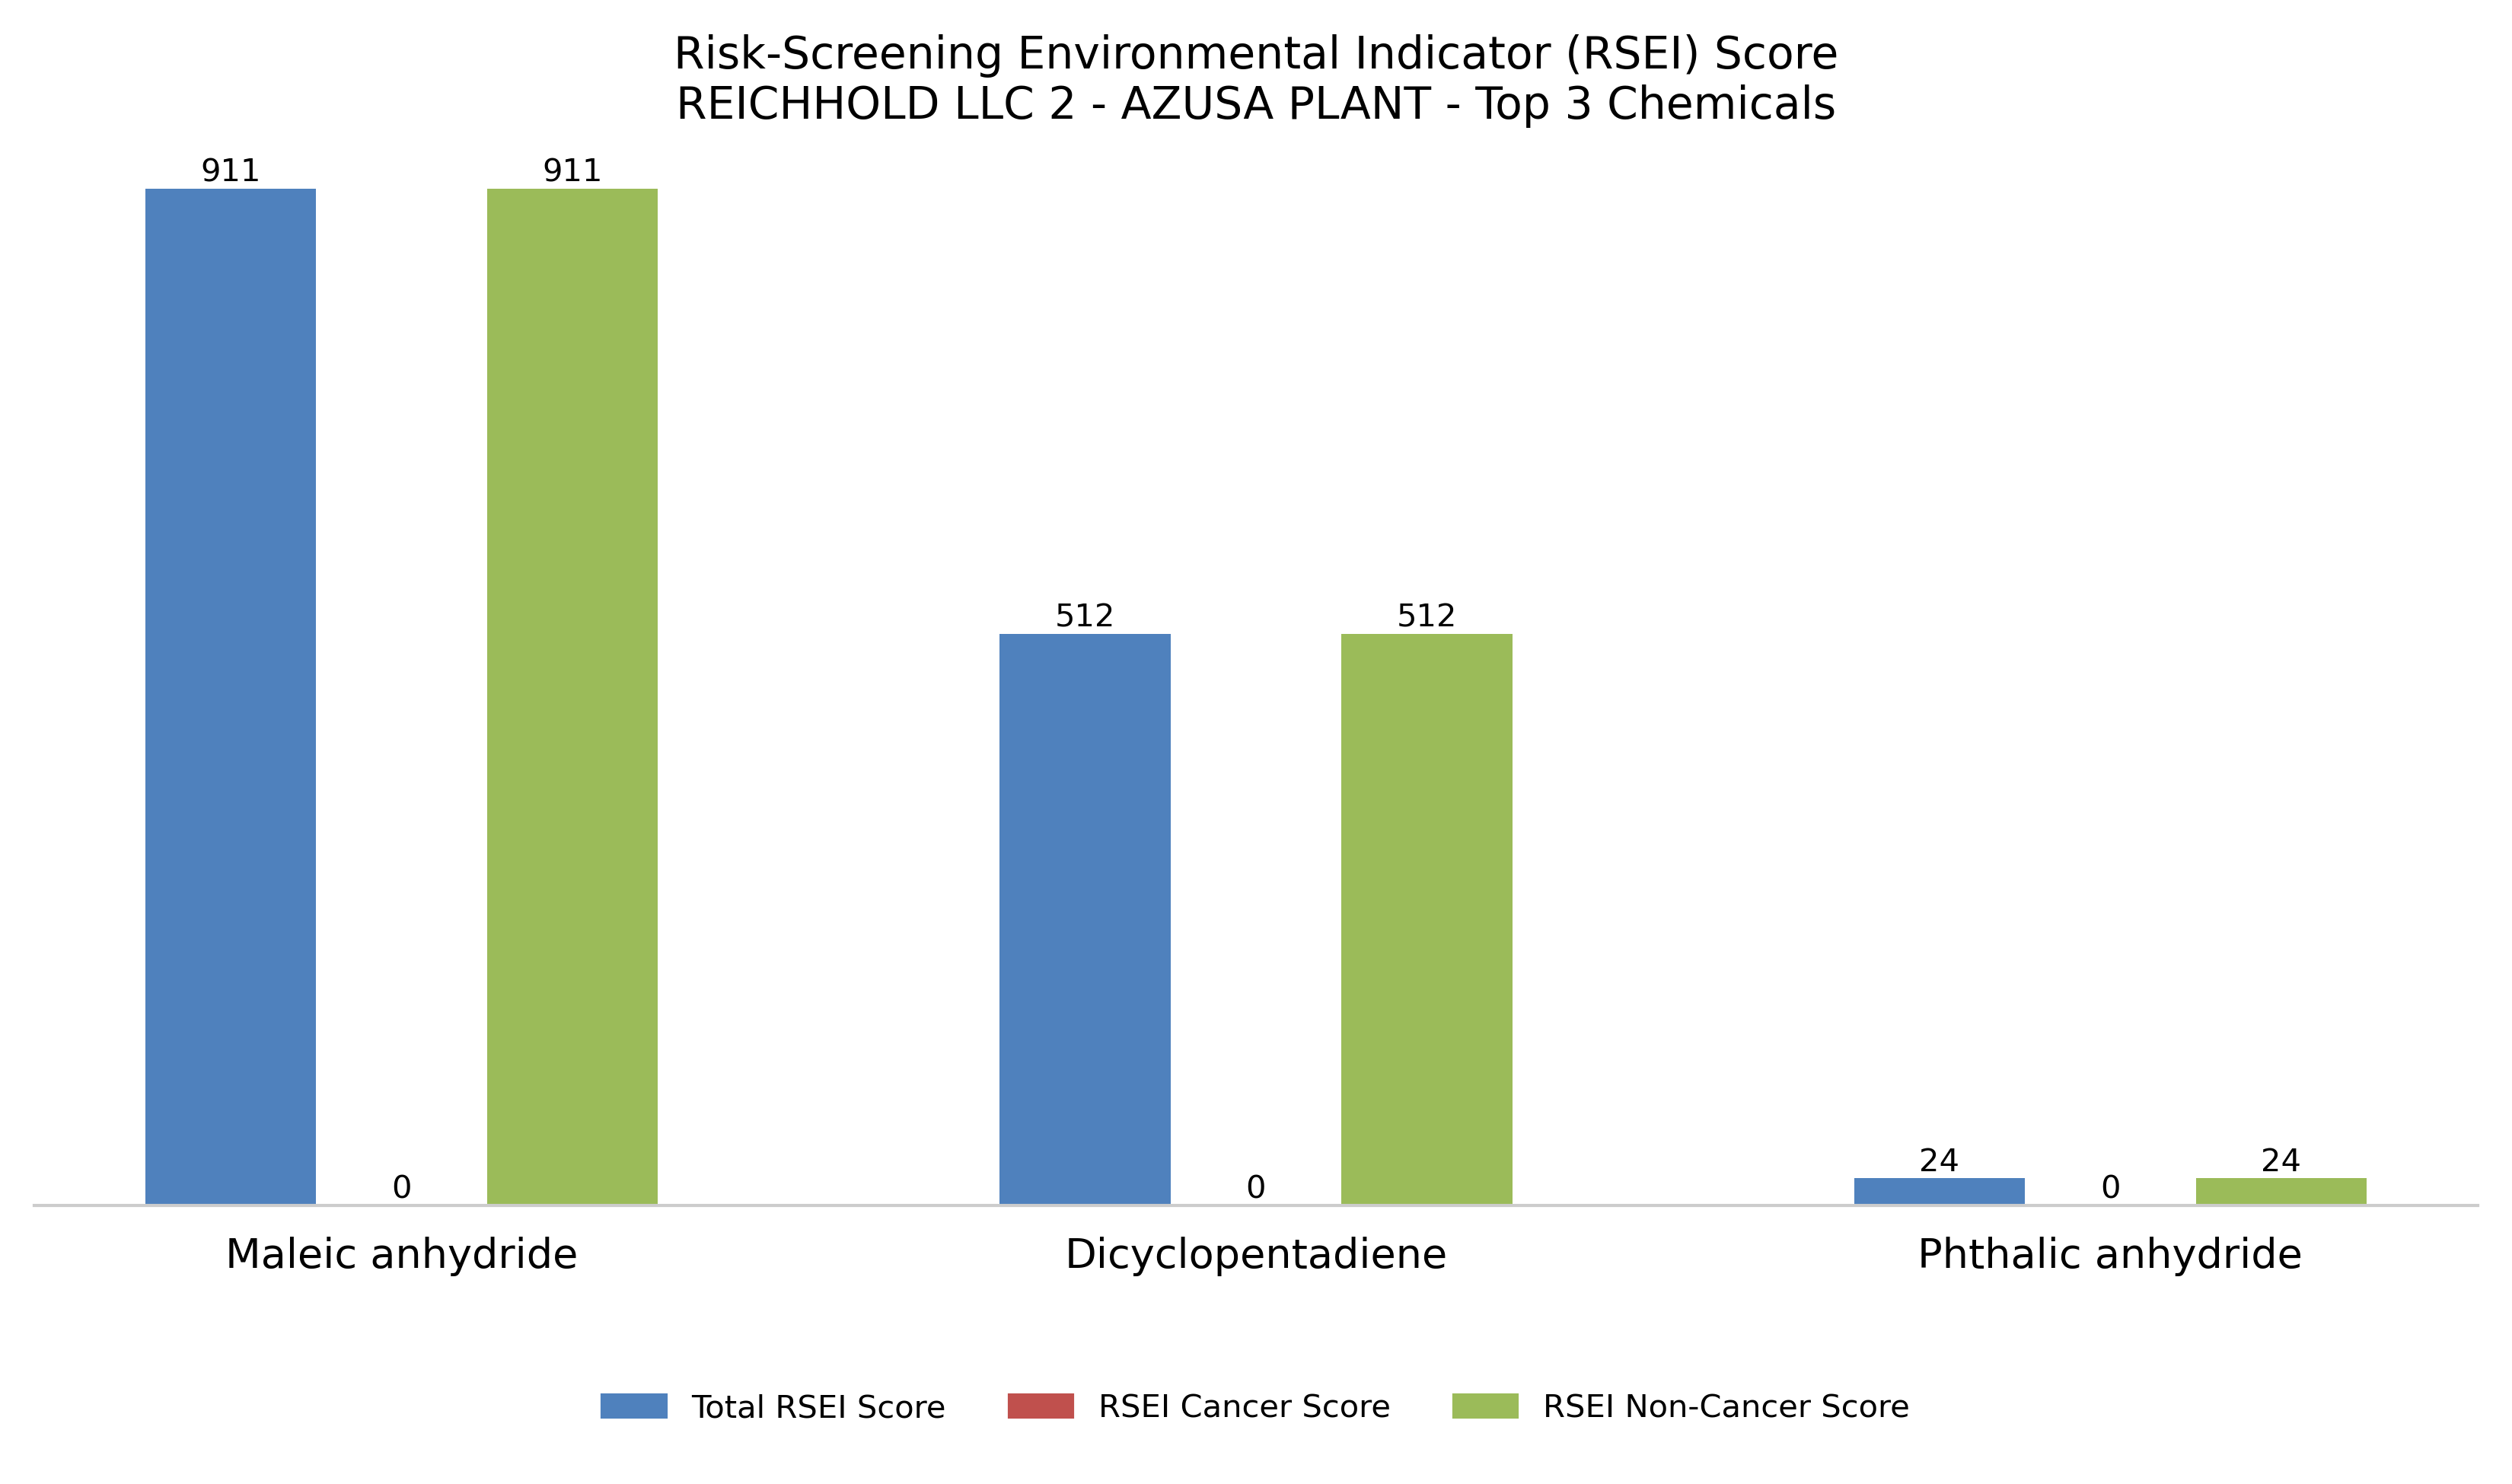 Risk-Screening Environmental Indicator (RSEI) Score
REICHHOLD LLC 2 - AZUSA PLANT - Top 3 Chemicals
911
911
512
512
24
24
0
0
0
Maleic anhydride
Dicyclopentadiene
Phthalic anhydride
Total RSEI Score
RSEI Cancer Score
RSEI Non-Cancer Score